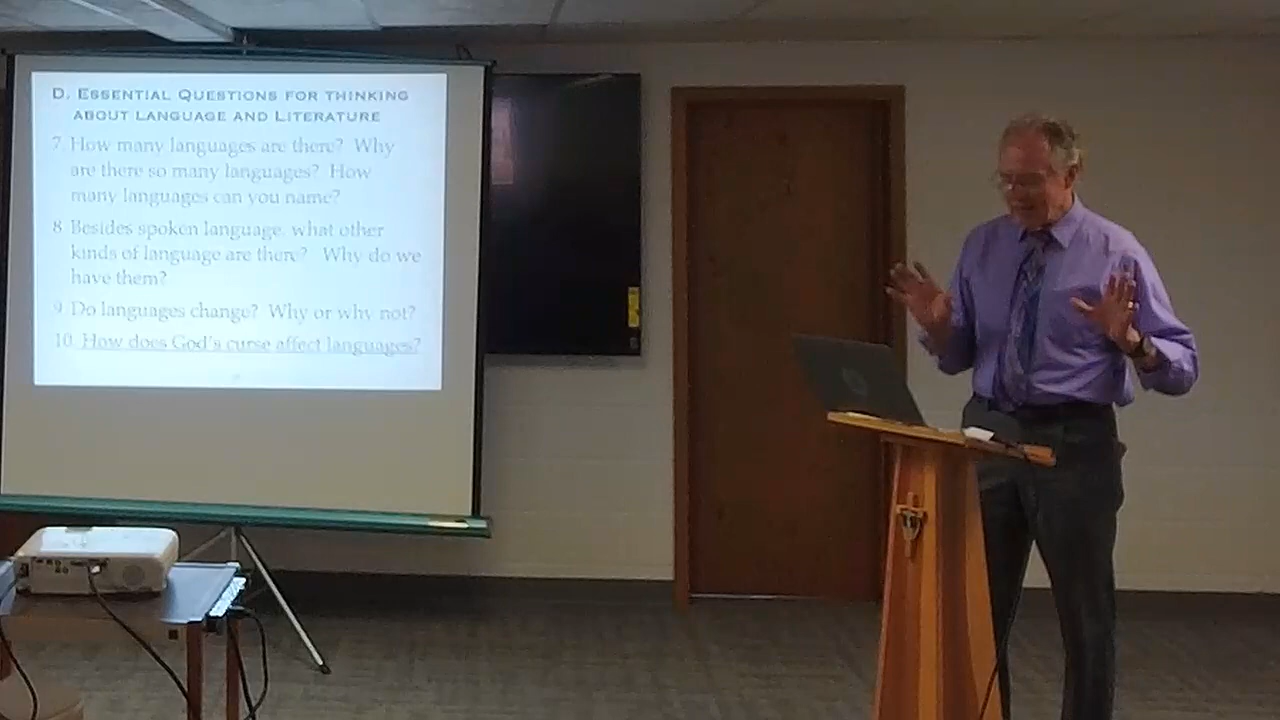 D. Essential Questions for thinking
about language and Literature
7. How many languages are there? Why
are there so many languages? How
many languages can you name?
8. Besides spoken language, what other
kinds of language are there? Why do we
have them?
9. Do languages change? Why or why not?
10. How does God's curse affect languages?